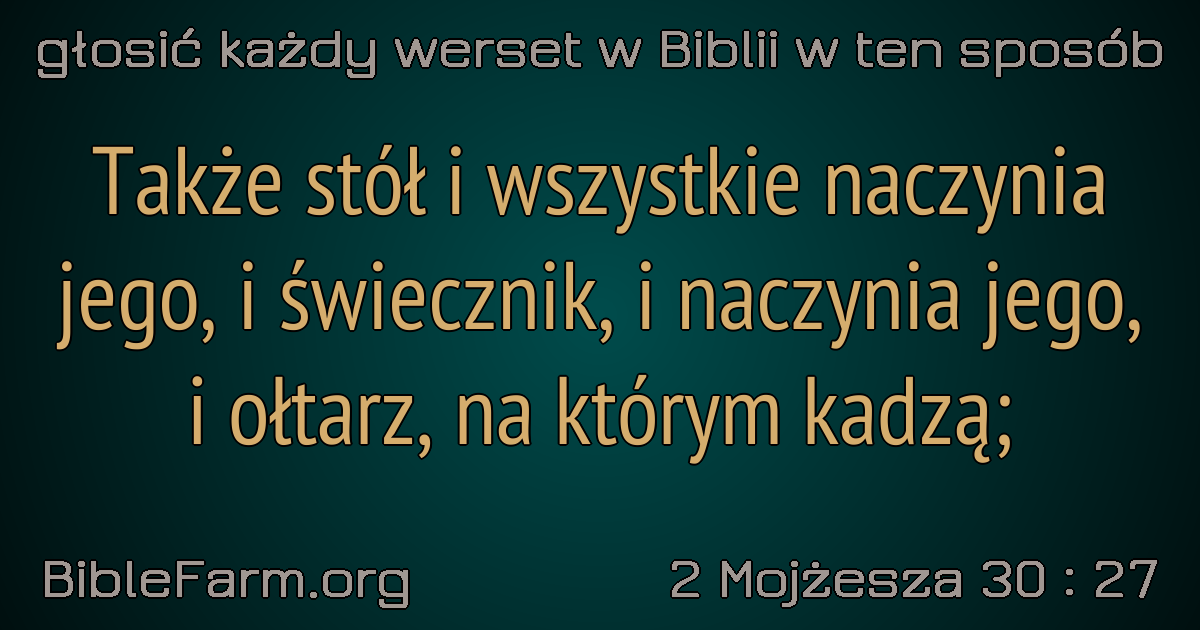 głosić każdy werset w Biblii w ten sposób
Także stół i wszystkie naczynia
jego, i świecznik, i naczynia jego,
i ołtarz, na którym kadzą;
BibleFarm.org
2 Mojżesza 30 : 27